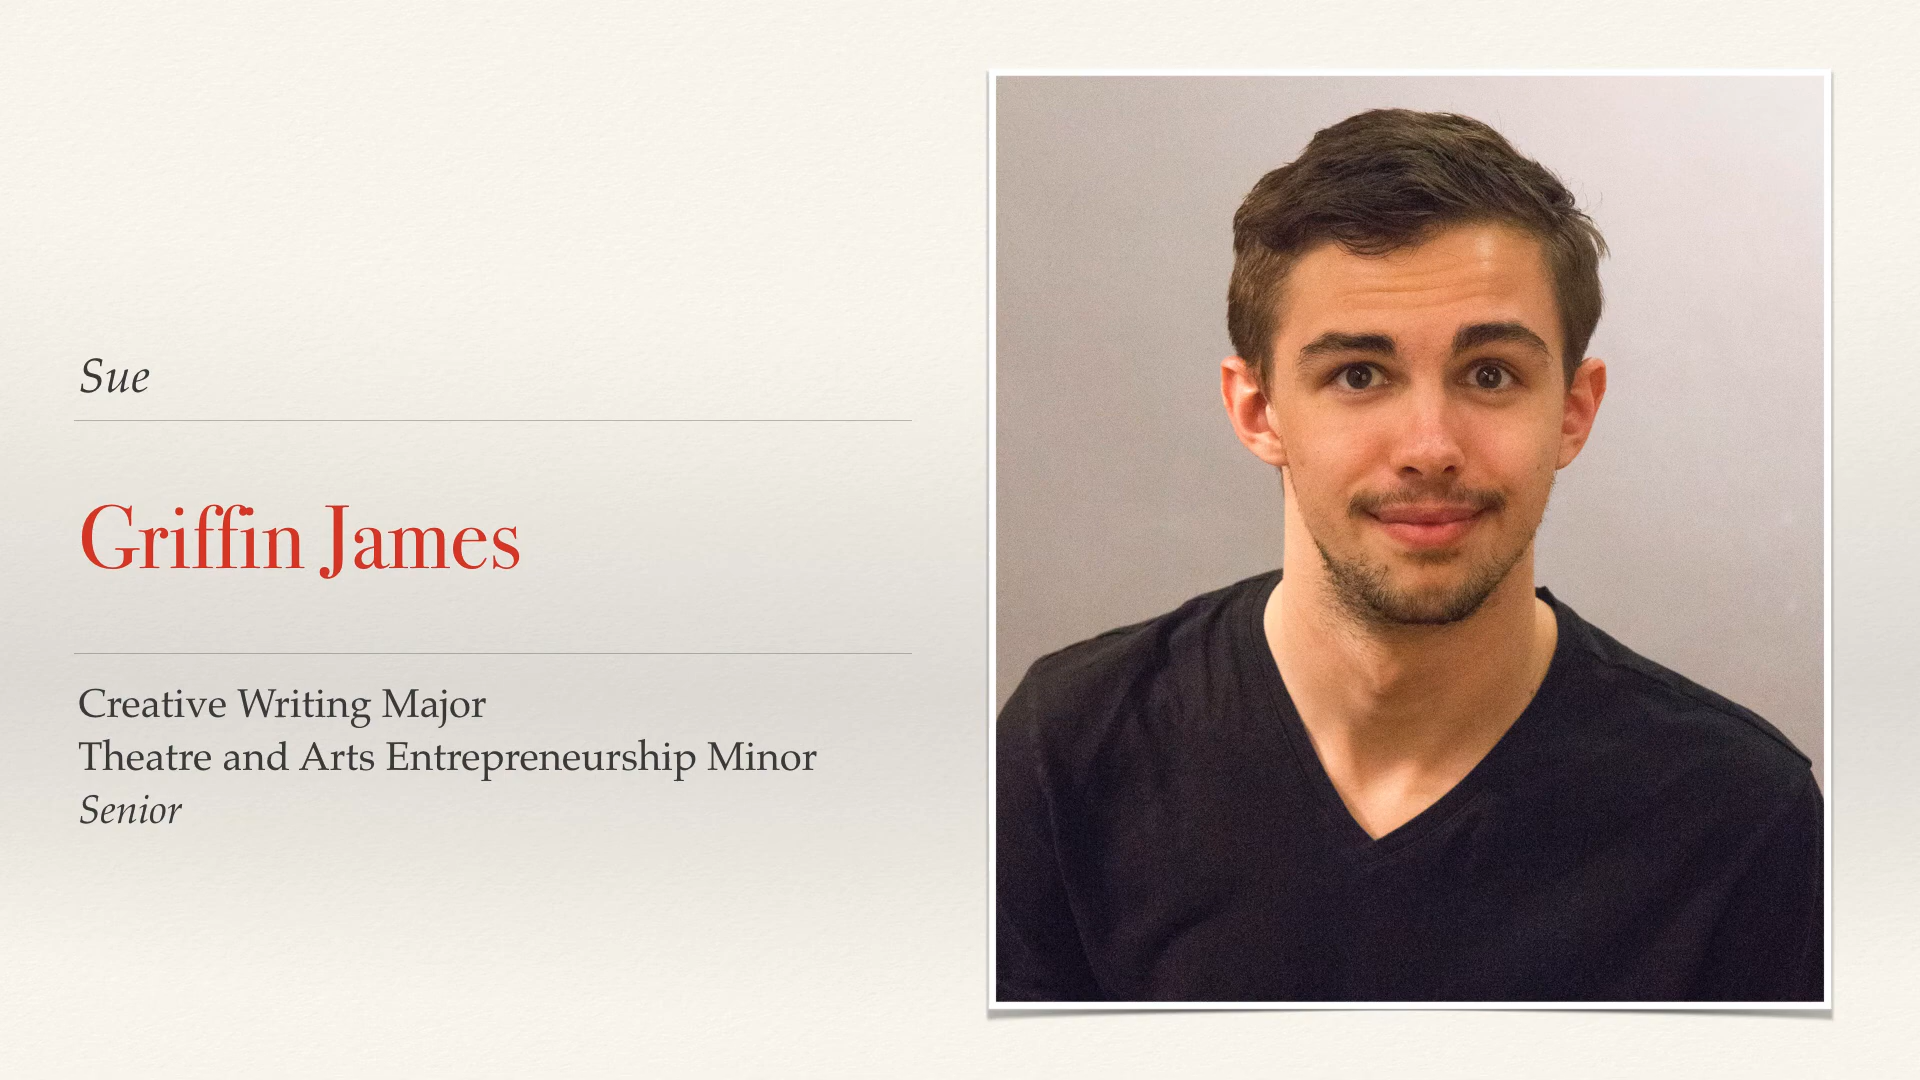 Sue
Griffin James
Creative Writing Major
Theatre and Arts Entrepreneurship Minor
Senior